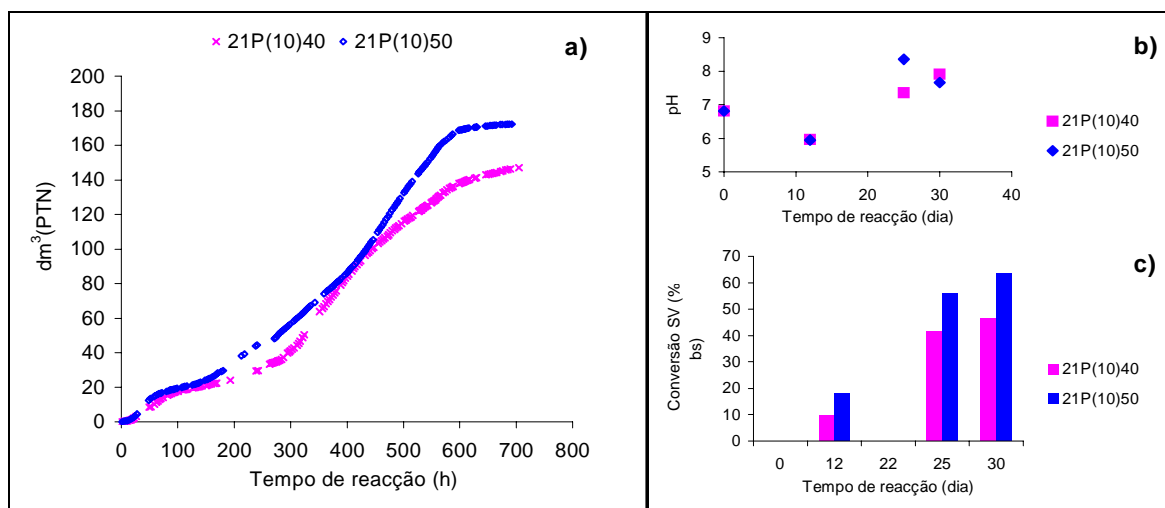 21P(10)40 21P(10)50
a)
200
180
160
140
120
100
80
60
40
20
0
dm³(PTN)
0 100 200 300 400 500 600 700 800
Tempo de reacção (h)
b)
9
8
7
6
5
pH
0 10 20 30 40
Tempo de reacção (dia)
21P(10)40
21P(10)50
c)
70
60
50
40
30
20
10
0
Conversão SV (%
bs)
0 12 22 25 30
Tempo de reacção (dia)
21P(10)40
21P(10)50